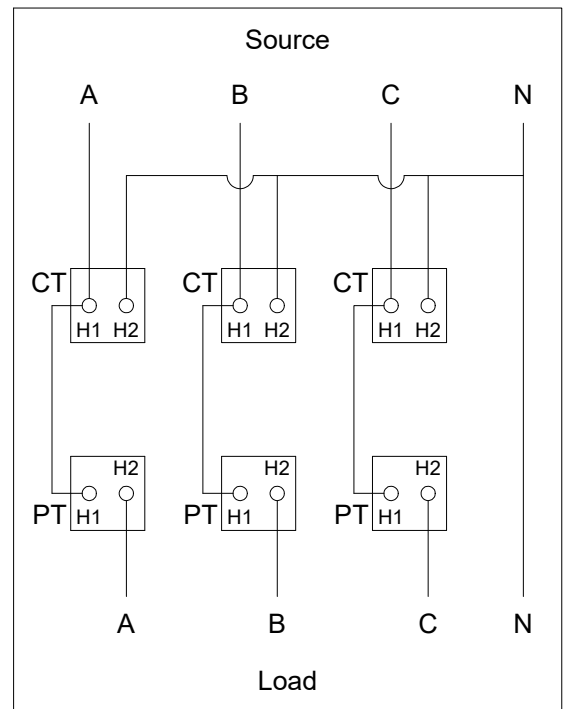 Source
A B C N
CT CT CT
H1 H2 H1 H2 H1 H2
H2 H2 H2
PT H1 PT H1 PT H1
A B C N
Load